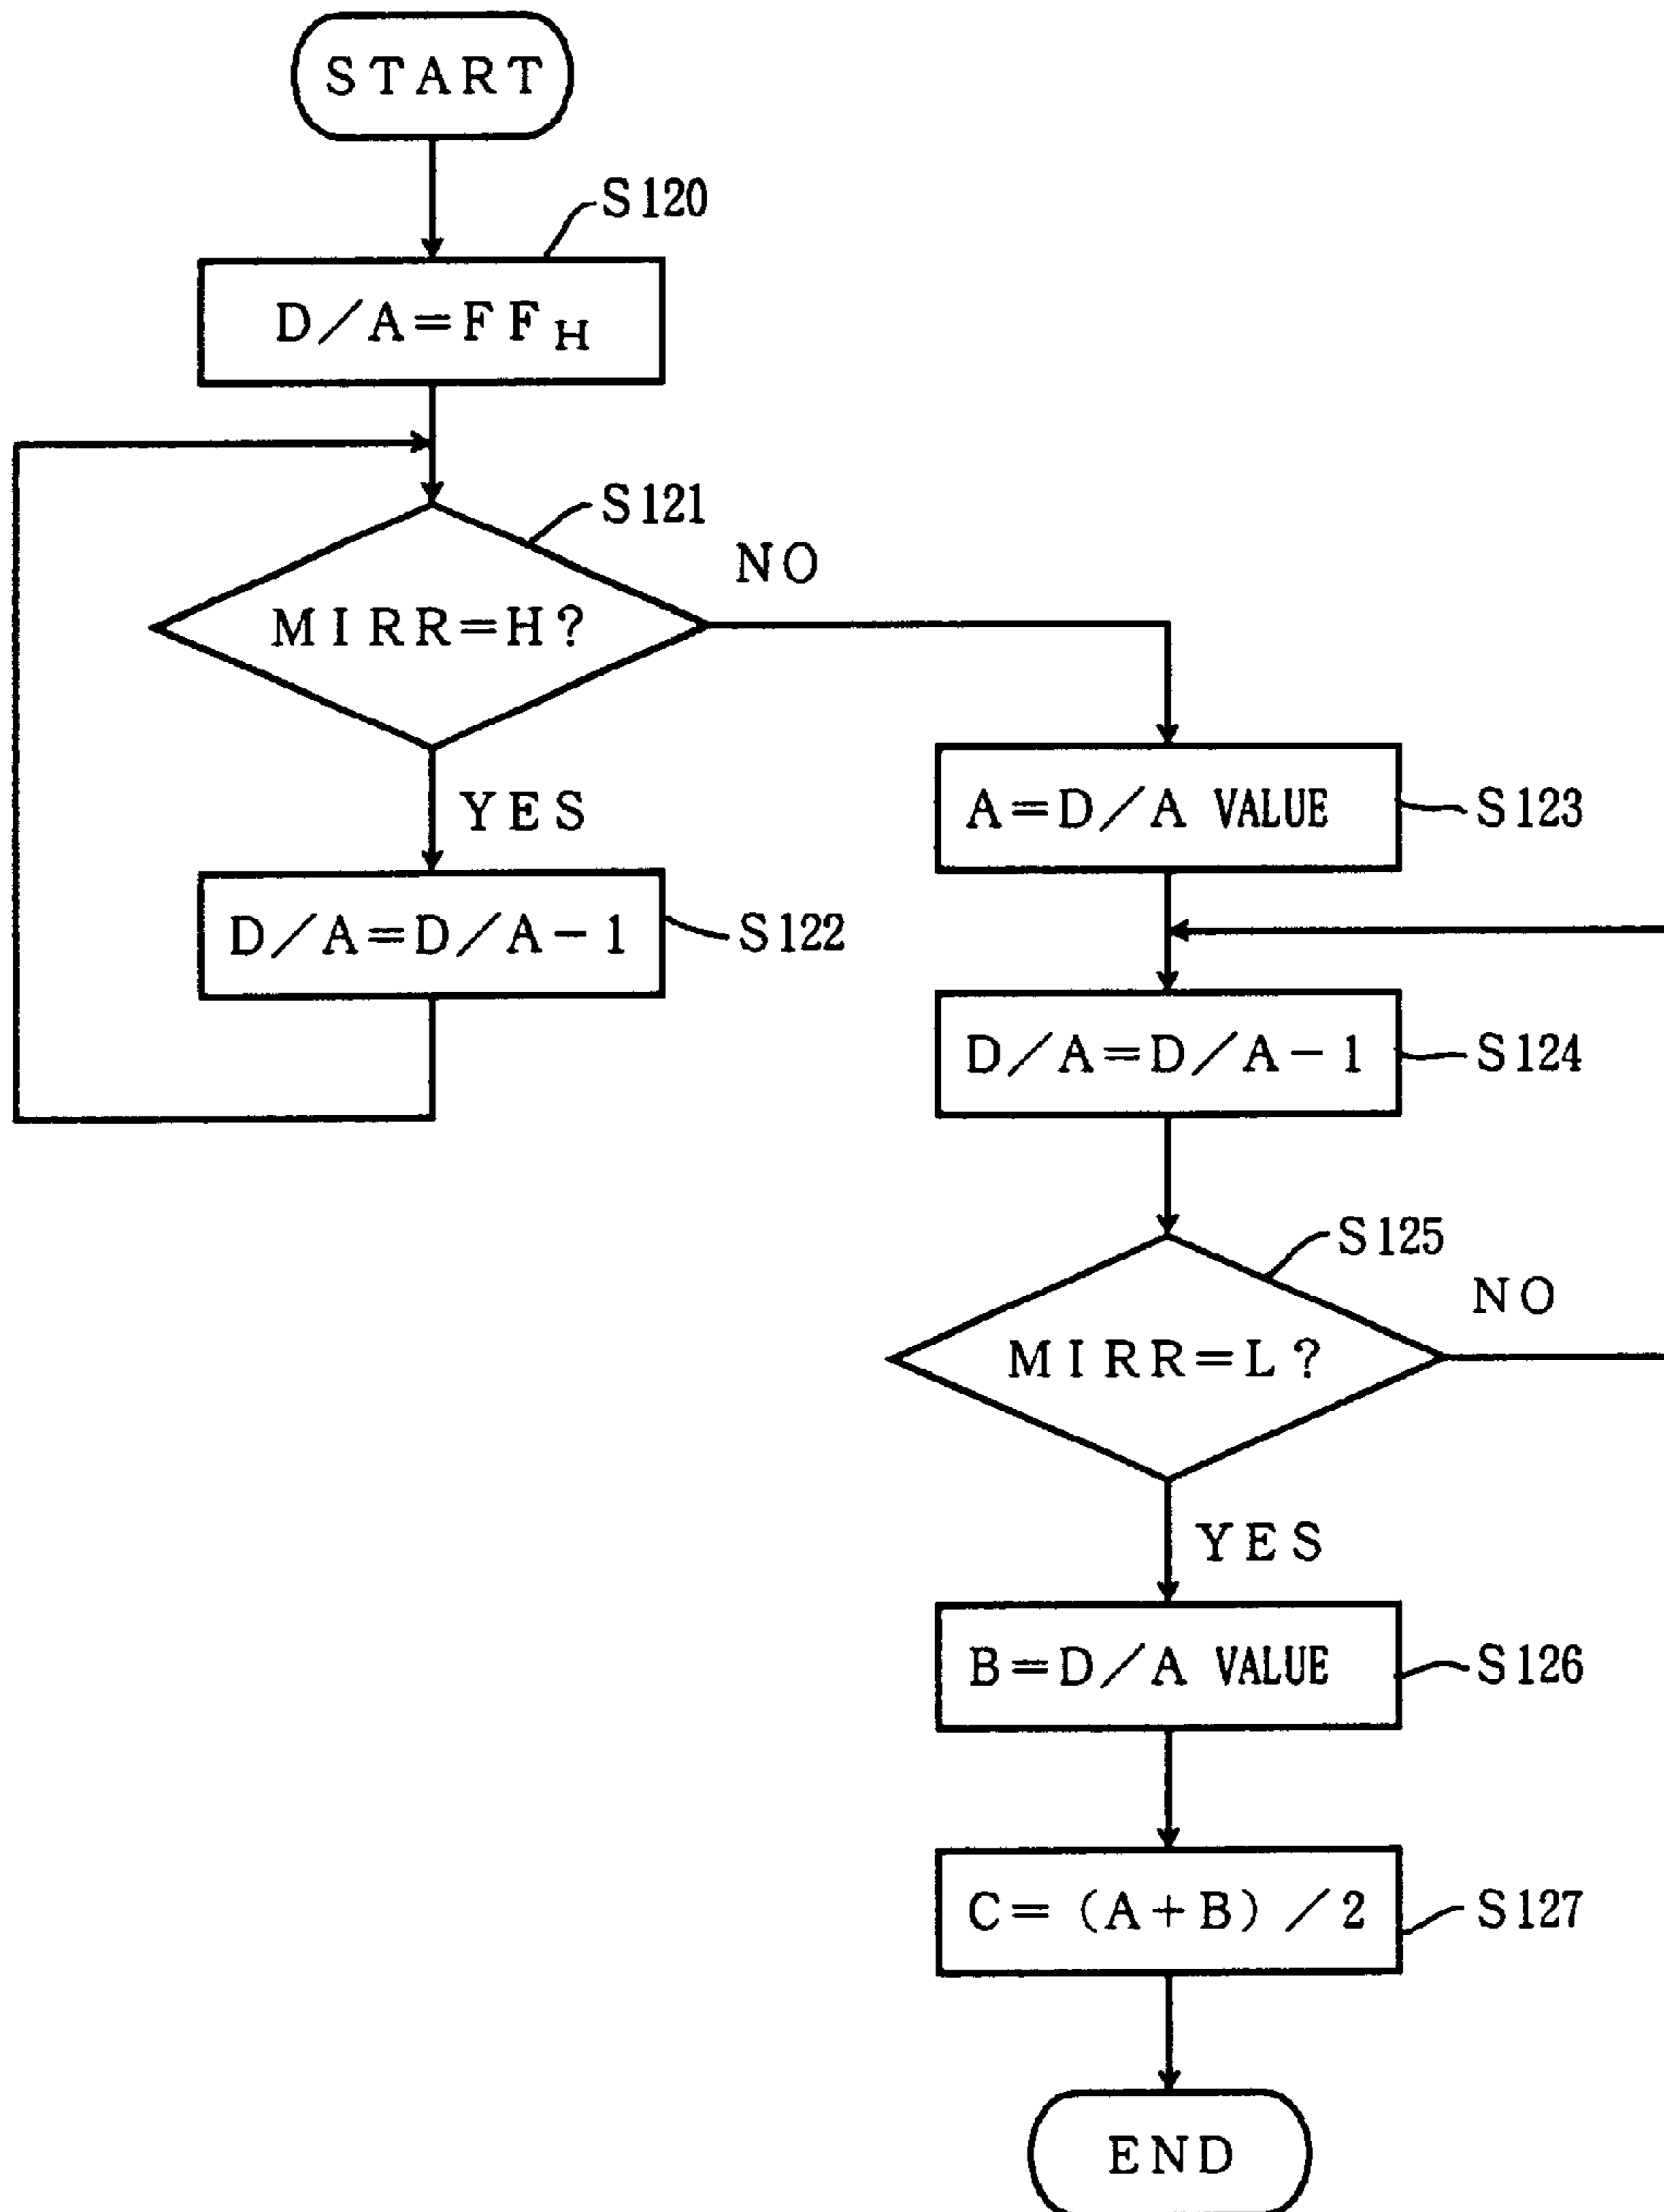 START
S120
D/A=FFH
S121
NO
MIRR=H?
YES
D/A=D/A-1
S122
A=D/A VALUE
S123
D/A=D/A-1
S124
S125
NO
MIRR=L?
YES
B=D/A VALUE
S126
C=(A+B)/2
S127
END